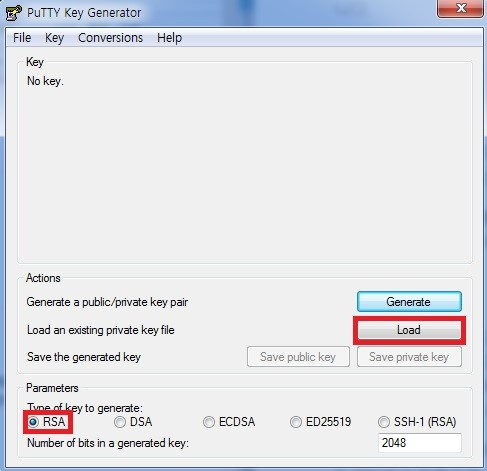 PuTTY Key Generator
File Key Conversions Help
Key
No key.
Actions
Generate a public/private key pair Generate
Load an existing private key file Load
Save the generated key Save public key Save private key
Parameters
Type of key to generate:
RSA DSA ECDSA ED25519 SSH-1 (RSA)
Number of bits in a generated key: 2048